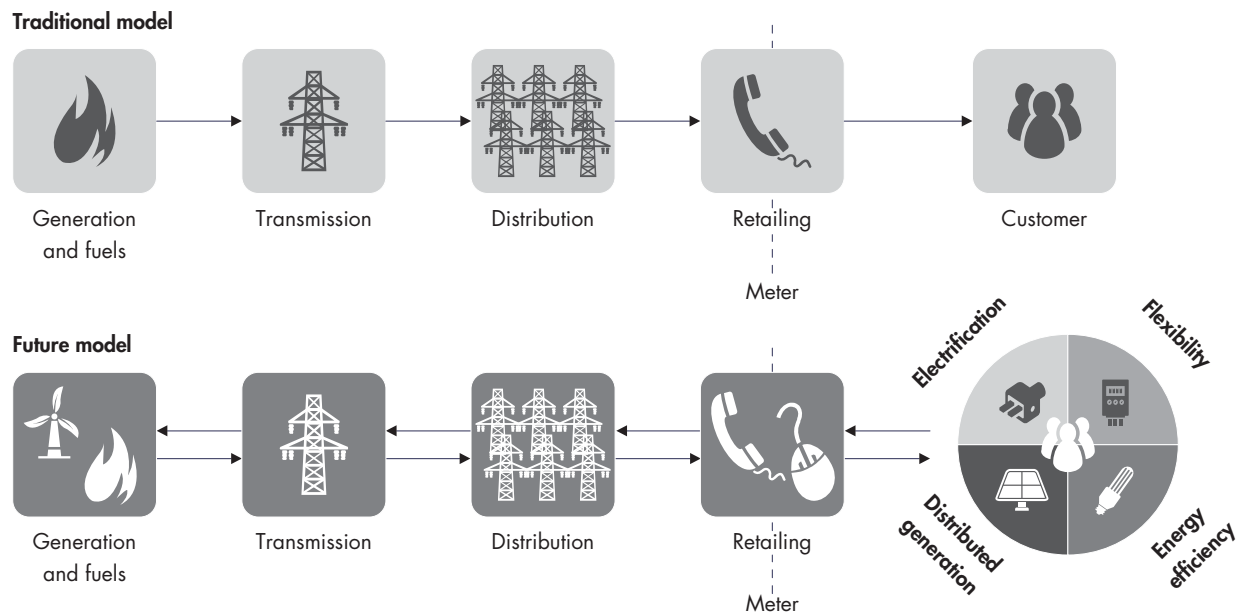 Traditional model
Generation
and fuels
Transmission
Distribution
Retailing
Customer
Meter
Future model
Electrification
Flexibility
Distributed
generation
Energy
efficiency
Generation
and fuels
Transmission
Distribution
Retailing
Meter